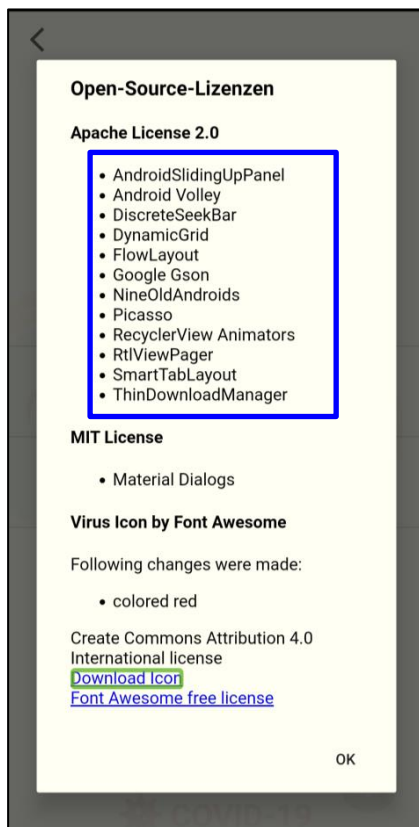 Open-Source-Lizenzen
Apache License 2.0
• AndroidSlidingUpPanel
• Android Volley
• DiscreteSeekBar
• DynamicGrid
• FlowLayout
• Google Gson
• NineOldAndroids
• Picasso
• RecyclerView Animators
• RtlViewPager
• SmartTabLayout
• ThinDownloadManager
MIT License
• Material Dialogs
Virus Icon by Font Awesome
Following changes were made:
• colored red
Create Commons Attribution 4.0
International license
Download Icon
Font Awesome free license
OK
COVID-19